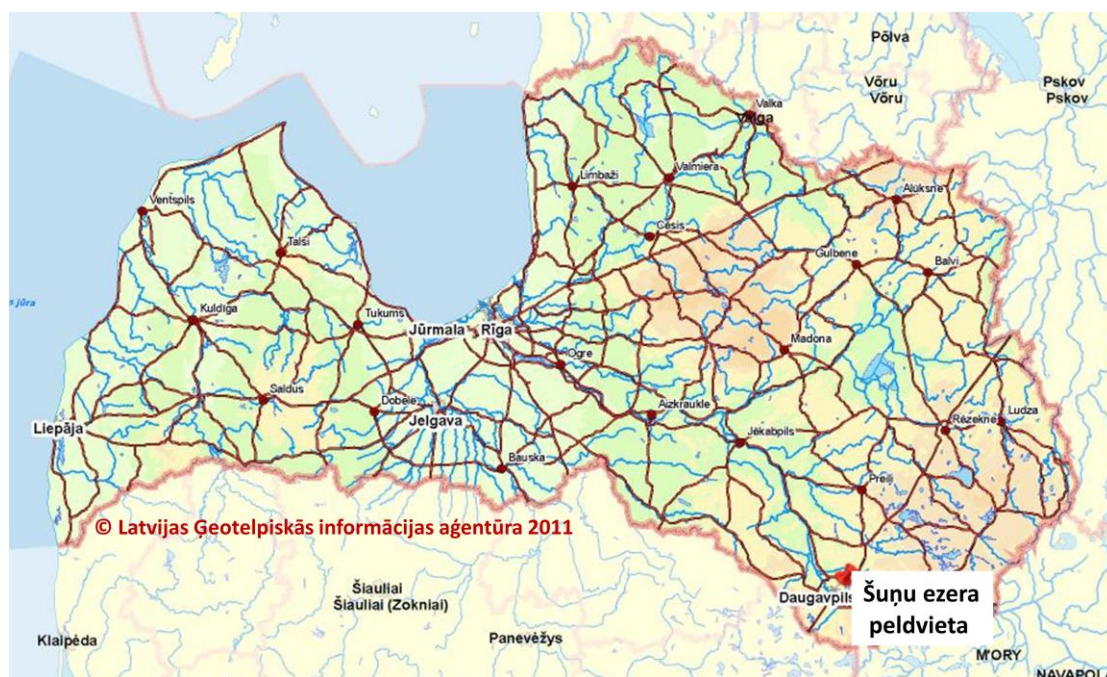 Põlva
Võru
Võru
Pskov
Pskov
Valka
Valga
Valmiera
Limbaži
Alūksne
Ventspils
Cēsis
Talsi
Gulbene
Balvi
s jūra
Kuldīga
Tukums
Jūrmala
Rīga
Madona
Ogre
Saldus
Dobele
Aizkraukle
Ludza
Liepāja
Jelgava
Rēzekne
Jēkabpils
Bauska
Preiļi
© Latvijas Ģeotelpiskās informācijas aģentūra 2011
Šiauliai
Šiauliai (Zokniai)
Daugavpils
Šuņu ezera
peldvieta
Klaipėda
Panevėžys
M'ORY
NAVAPOL